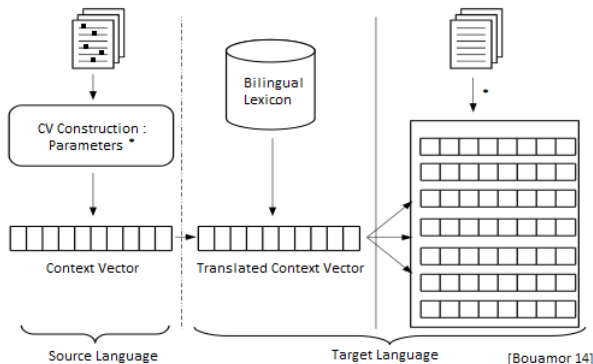 Bilingual
Lexicon
CV Construction :
Parameters *
*
Context Vector
Translated Context Vector
Source Language
Target Language
[Bouamor 14]